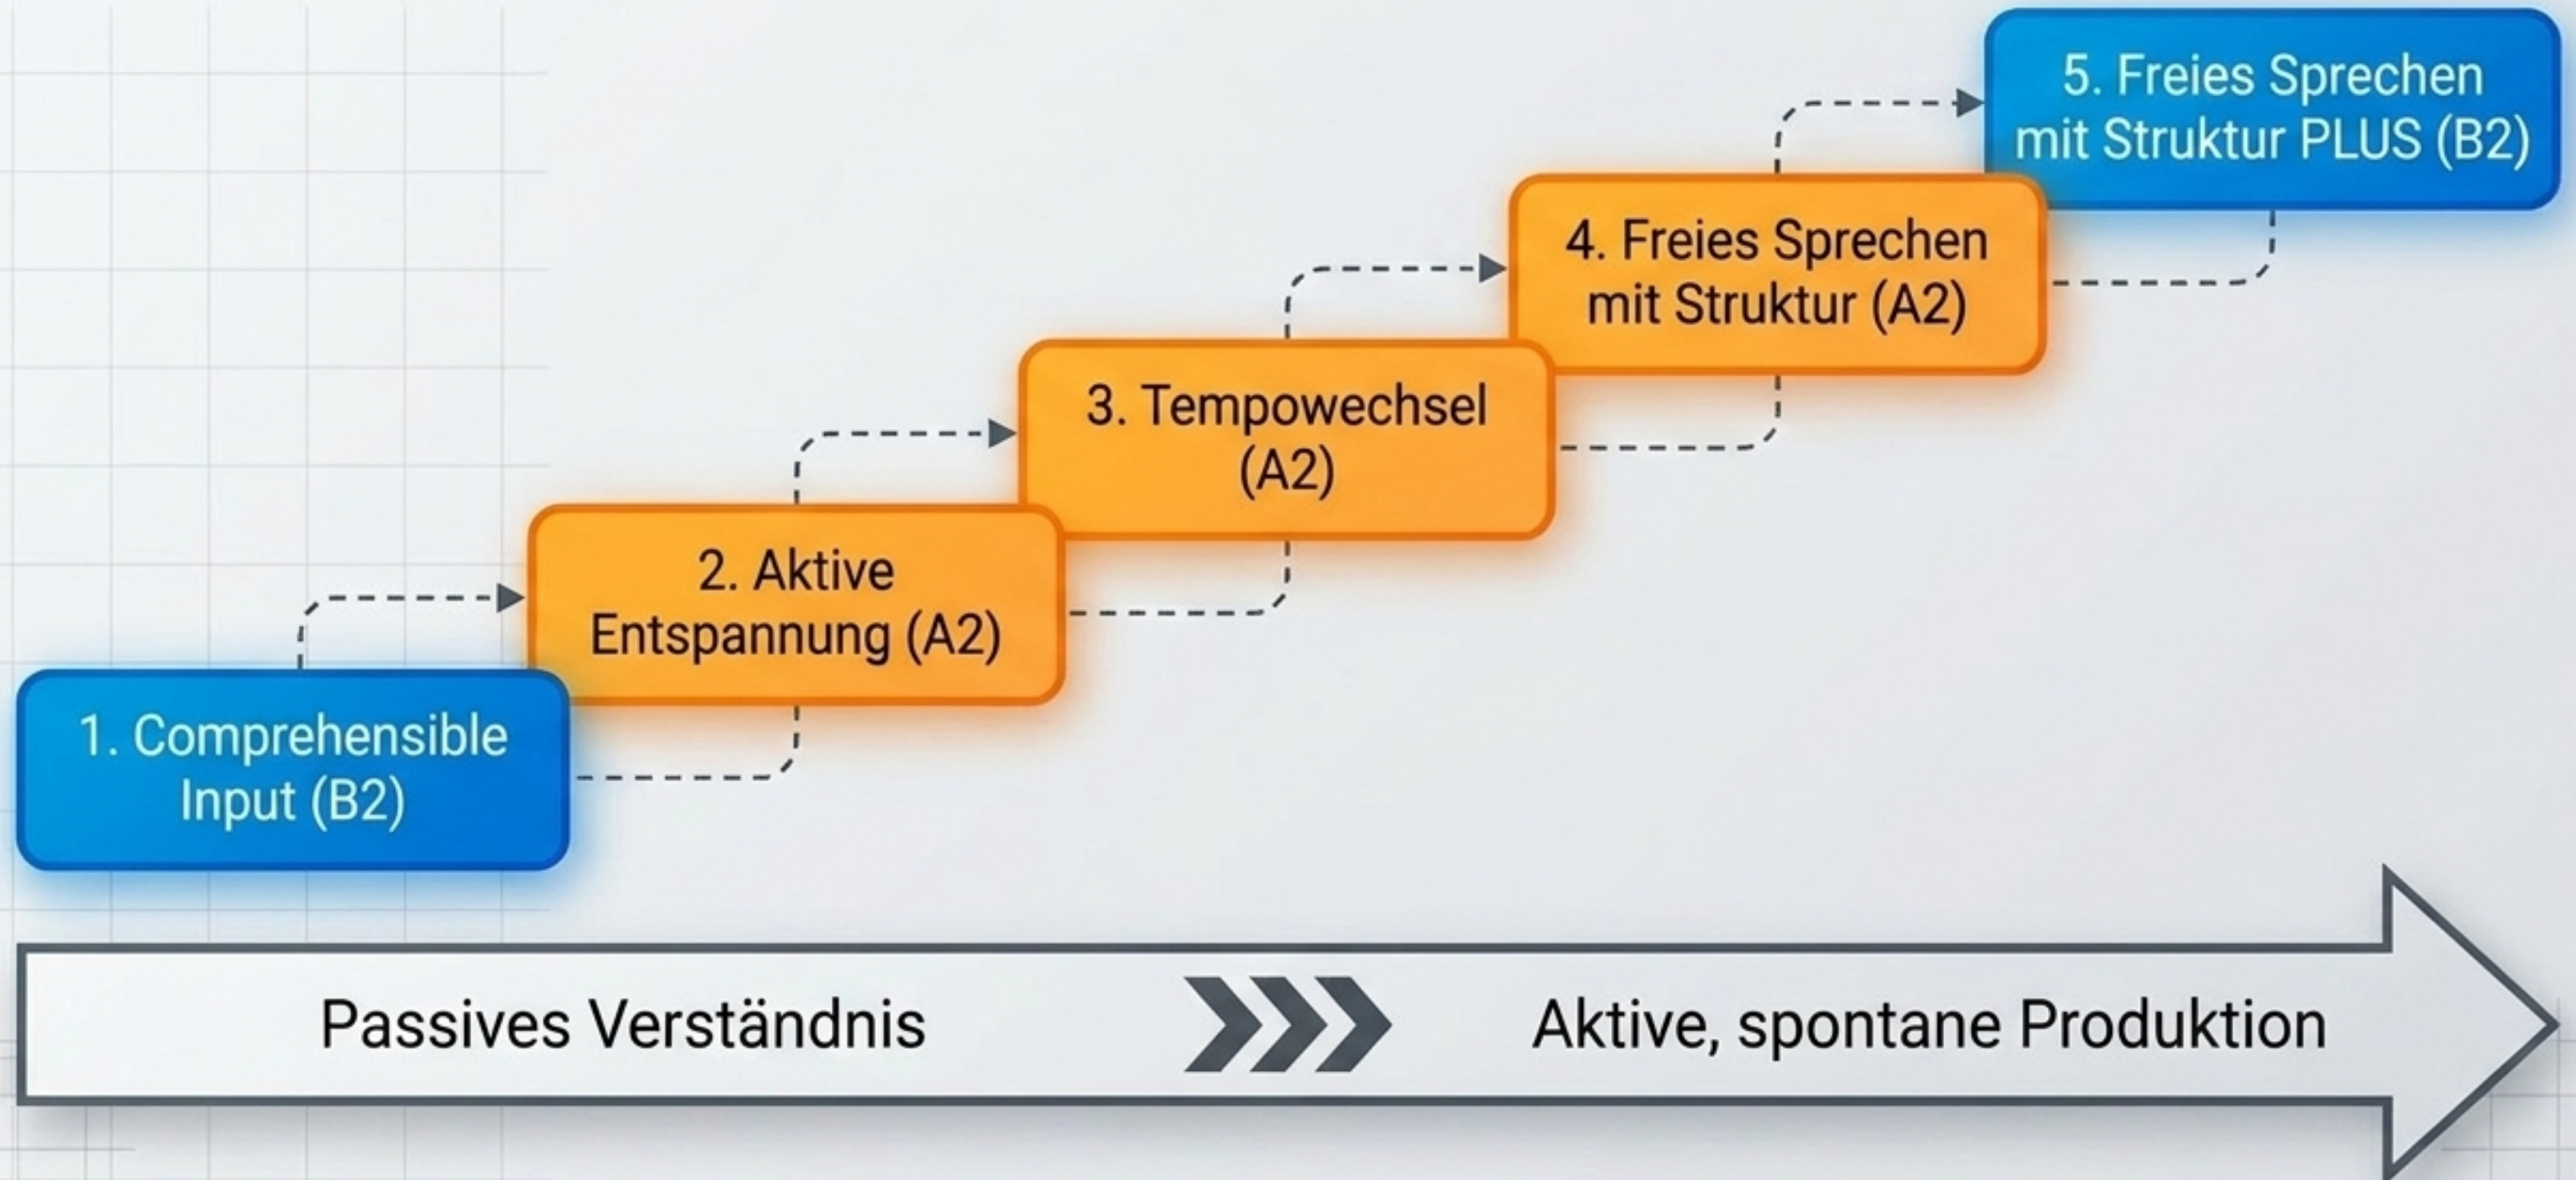 5. Freies Sprechen
mit Struktur PLUS (B2)
4. Freies Sprechen
mit Struktur (A2)
3. Tempowechsel
(A2)
2. Aktive
Entspannung (A2)
1. Comprehensible
Input (B2)
Passives Verständnis
Aktive, spontane Produktion